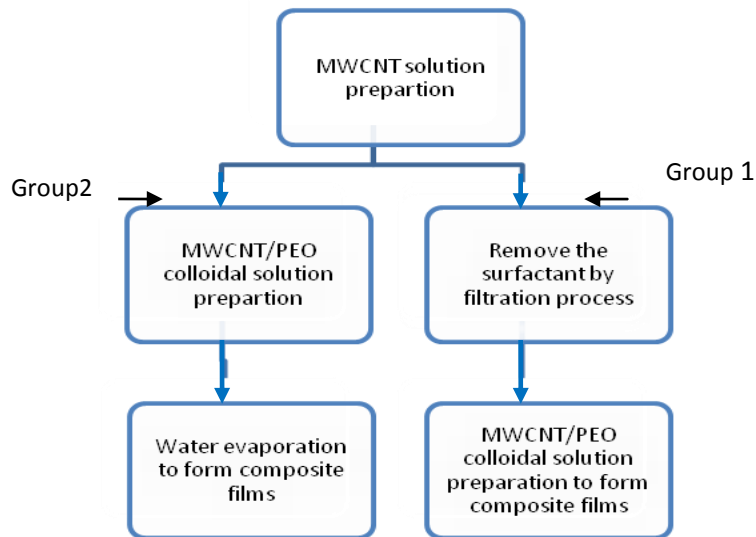 MWCNT solution
prepartion
Group2
Group 1
MWCNT/PEO
colloidal solution
prepartion
Remove the
surfactant by
filtration process
Water evaporation
to form composite
films
MWCNT/PEO
colloidal solution
preparation to form
composite films